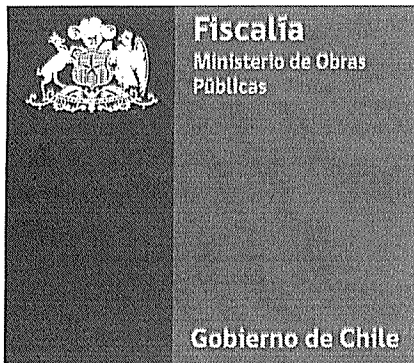 Fiscalía
Ministerio de Obras
Públicas
Gobierno de Chile